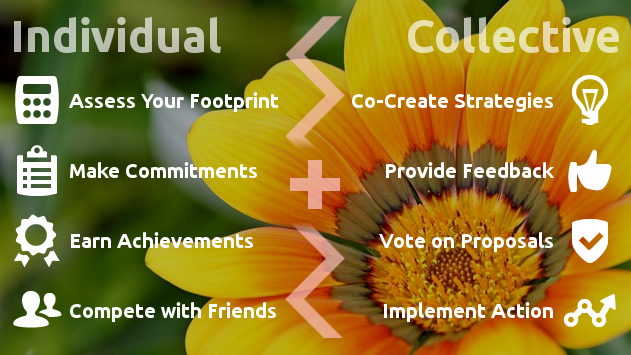 Individual
Collective
Assess Your Footprint
Co-Create Strategies
Make Commitments
Provide Feedback
Earn Achievements
Vote on Proposals
Compete with Friends
Implement Action